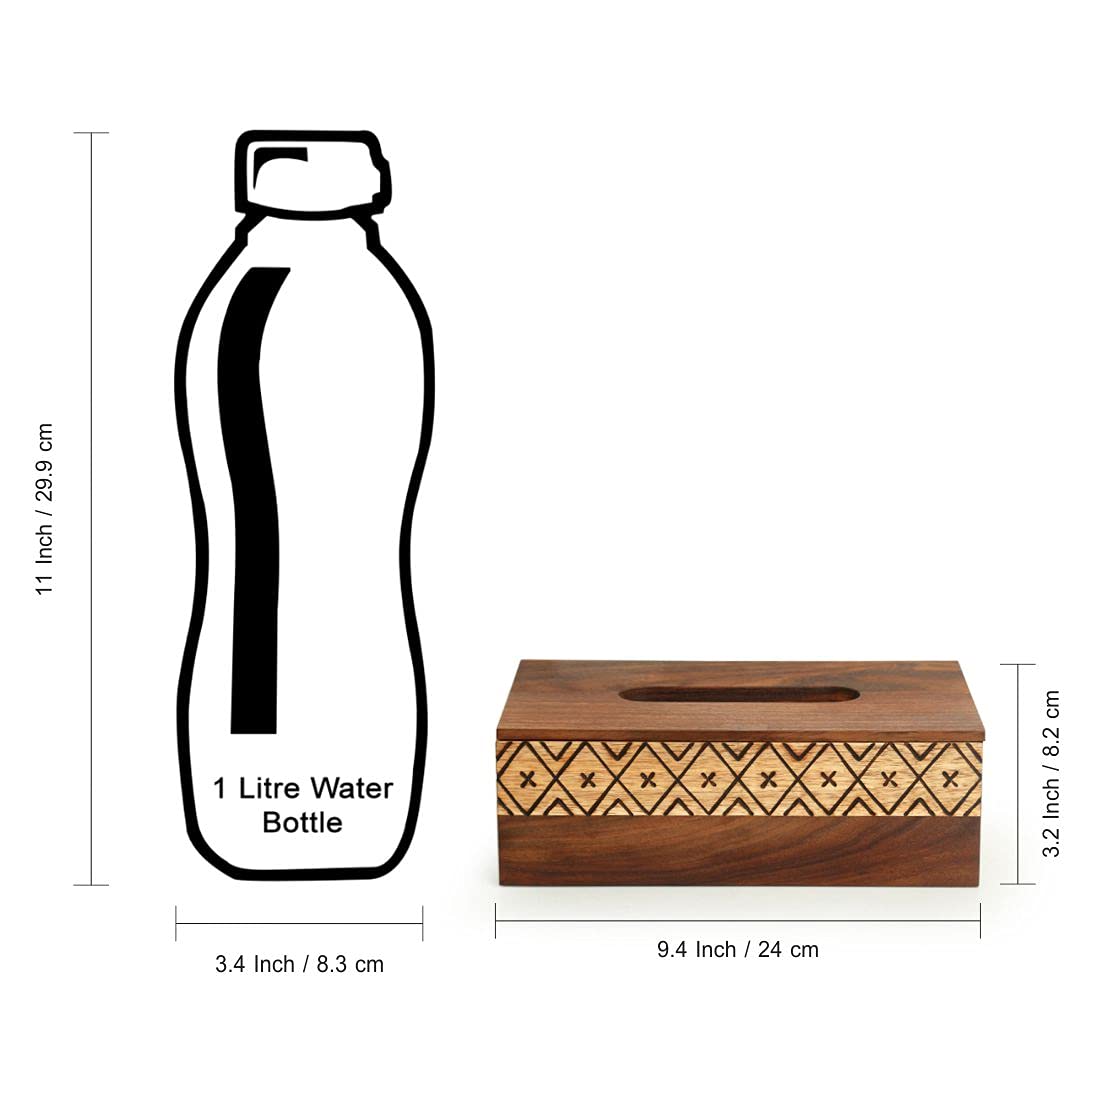 11 Inch / 29.9 cm
1 Litre Water
Bottle
3.4 Inch / 8.3 cm
9.4 Inch / 24 cm
3.2 Inch / 8.2 cm